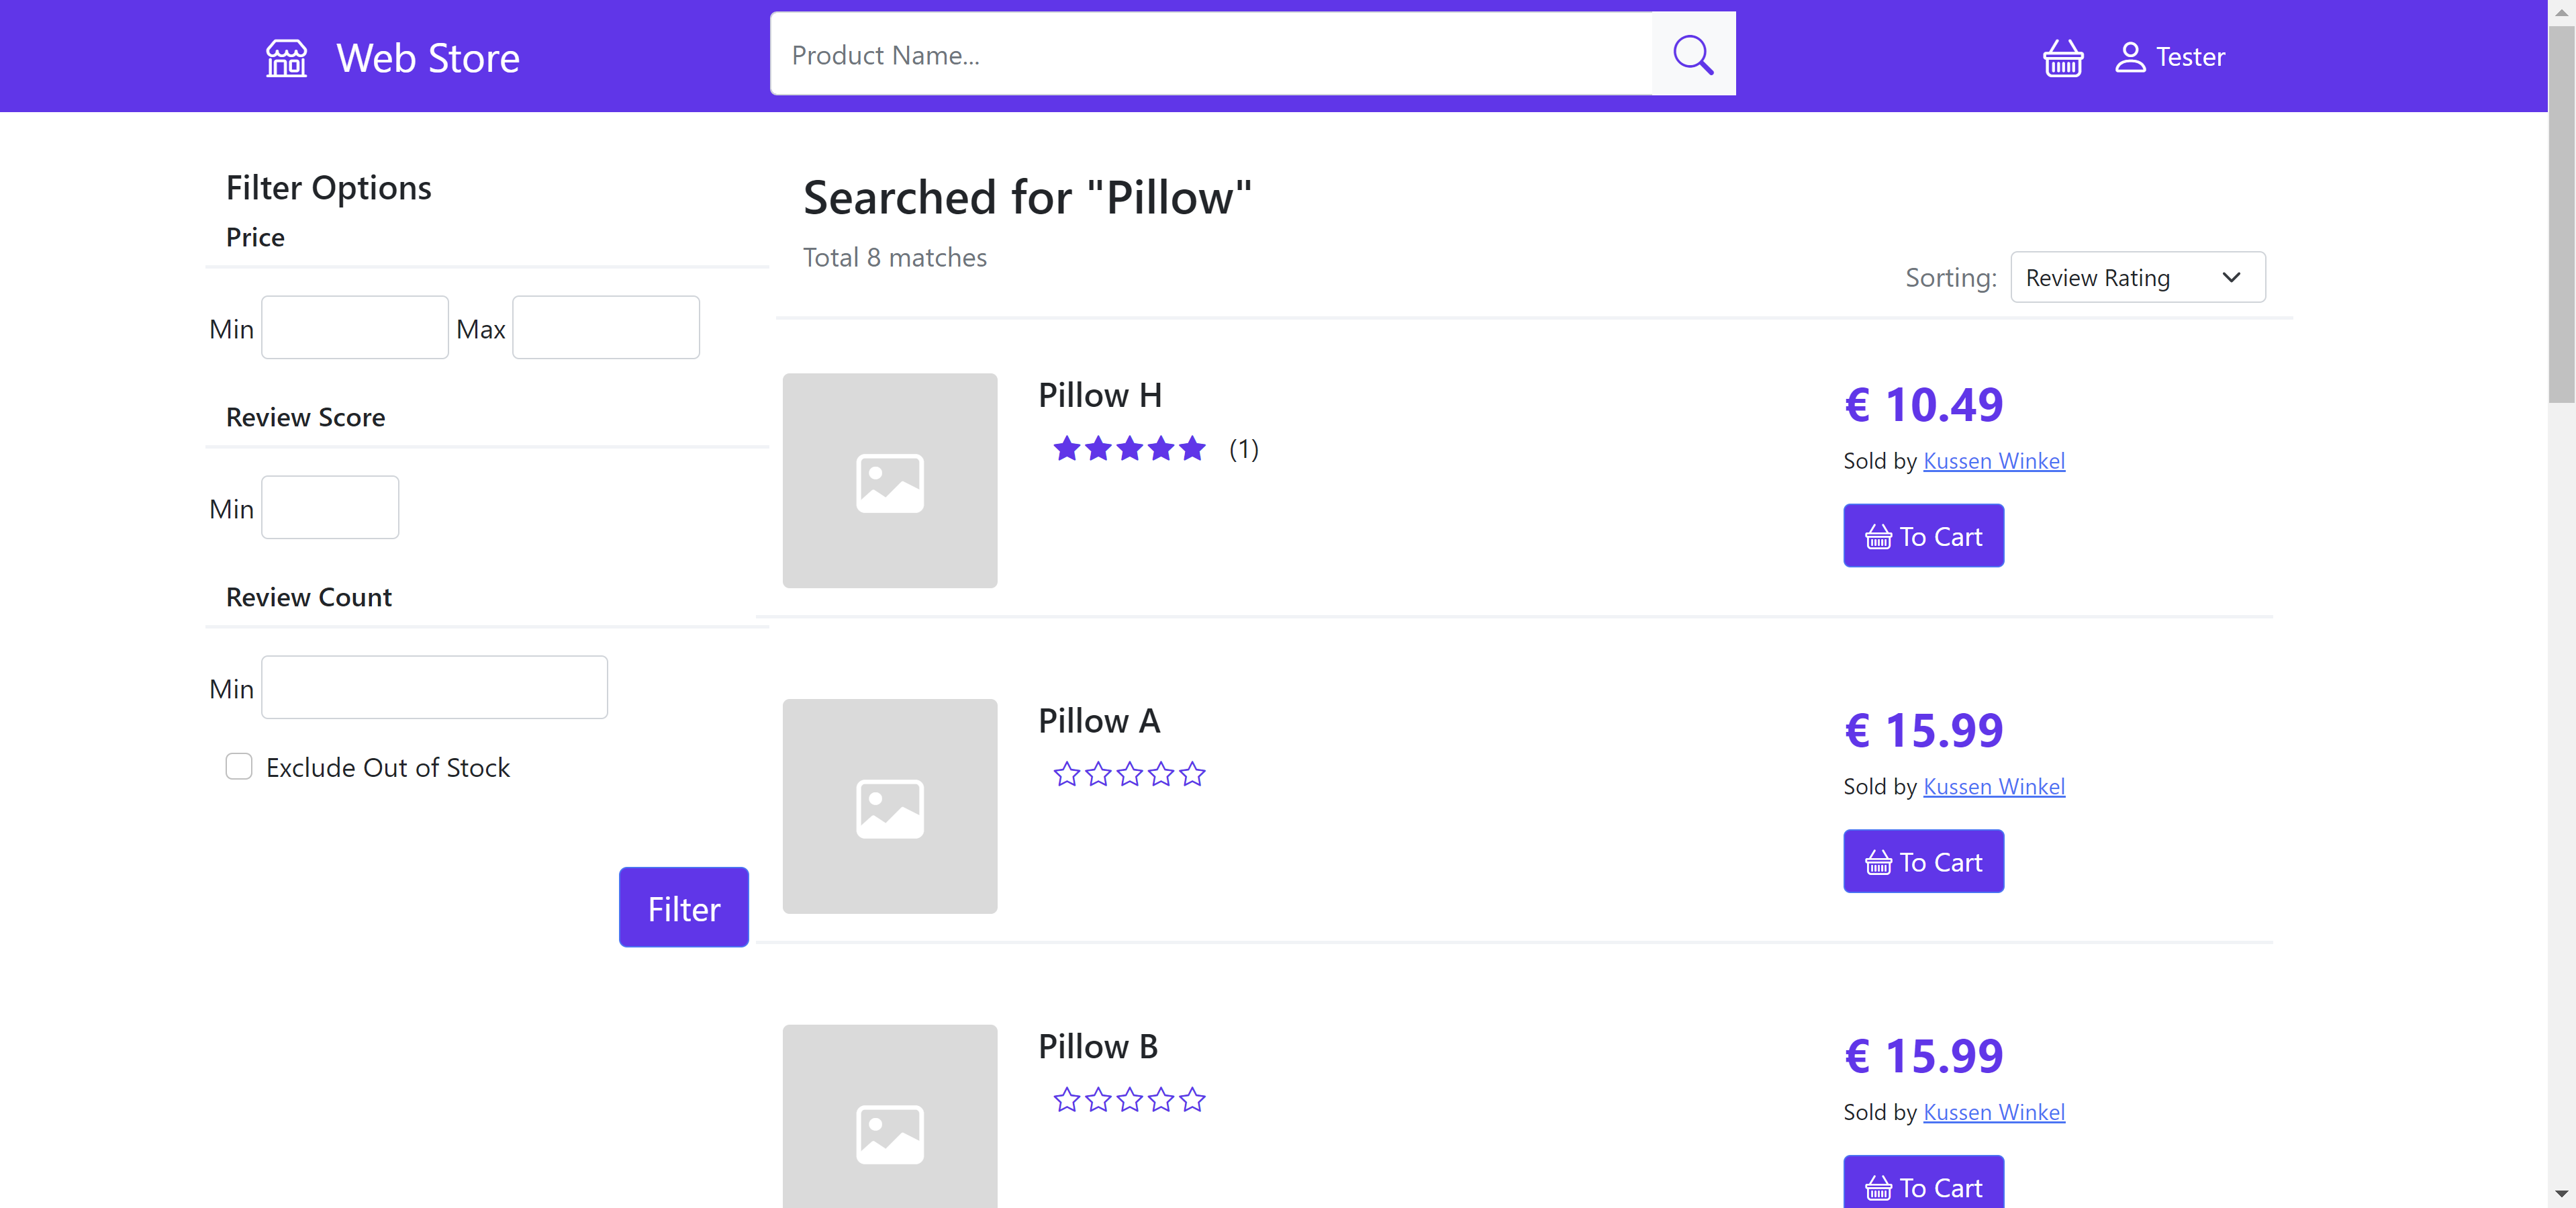 Web Store
Product Name...
Tester
Filter Options
Price
Min
Max
Review Score
Min
Review Count
Min
Exclude Out of Stock
Filter
Searched for "Pillow"
Total 8 matches
Sorting: Review Rating
Pillow H
(1)
€ 10.49
Sold by Kussen Winkel
To Cart
Pillow A
€ 15.99
Sold by Kussen Winkel
To Cart
Pillow B
€ 15.99
Sold by Kussen Winkel
To Cart